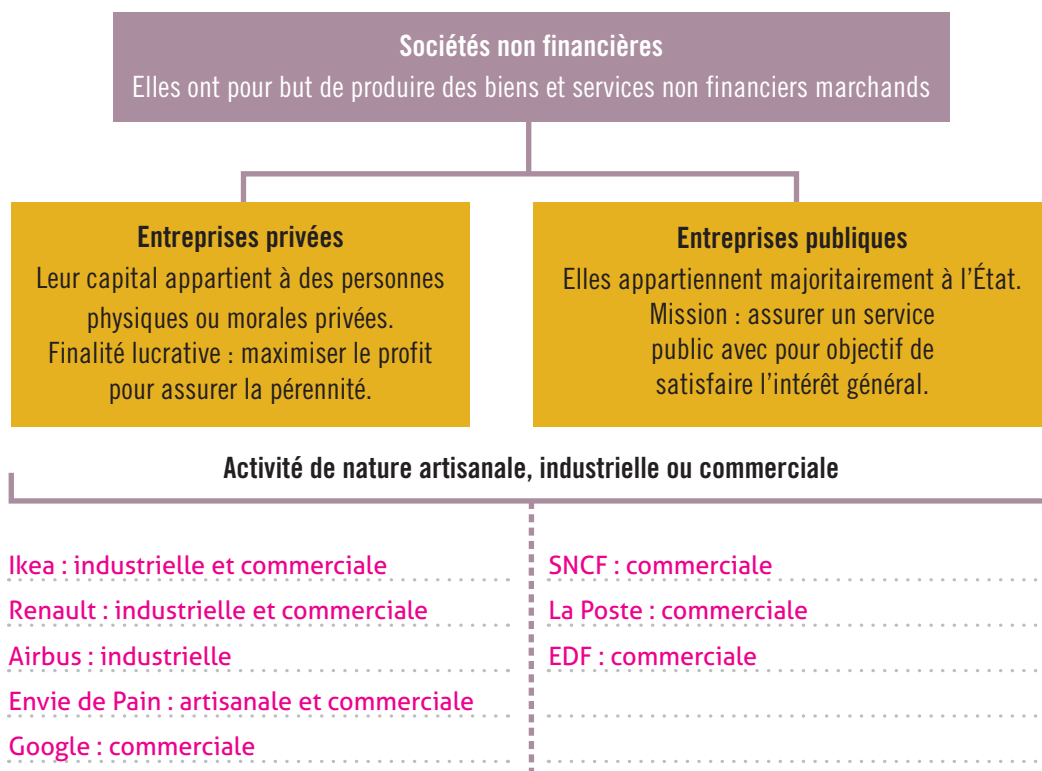 Sociétés non financières
Elles ont pour but de produire des biens et services non financiers marchands
Entreprises privées
Leur capital appartient à des personnes
physiques ou morales privées.
Finalité lucrative : maximiser le profit
pour assurer la pérennité.
Entreprises publiques
Elles appartiennent majoritairement à l’État.
Mission : assurer un service
public avec pour objectif de
satisfaire l’intérêt général.
Activité de nature artisanale, industrielle ou commerciale
Ikea : industrielle et commerciale
Renault : industrielle et commerciale
Airbus : industrielle
Envie de Pain : artisanale et commerciale
Google : commerciale
SNCF : commerciale
La Poste : commerciale
EDF : commerciale